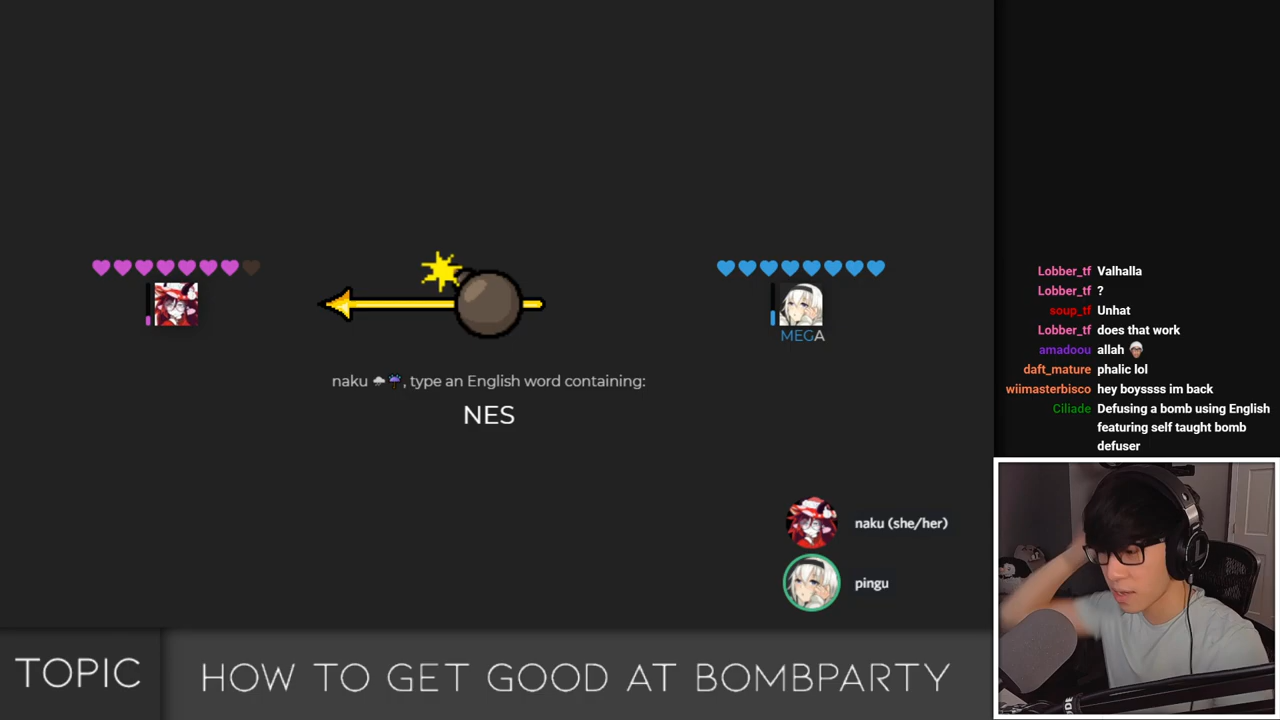 MEGA
naku 🌧️☔, type an English word containing:
NES
naku (she/her)
pingu
TOPIC
HOW TO GET GOOD AT BOMBPARTY
Lobber_tf Valhalla
Lobber_tf ?
soup_tf Unhat
Lobber_tf does that work
amadoou allah
daft_mature phalic lol
wiimasterbisco hey boyssss im back
Ciliade Defusing a bomb using English
featuring self taught bomb
defuser